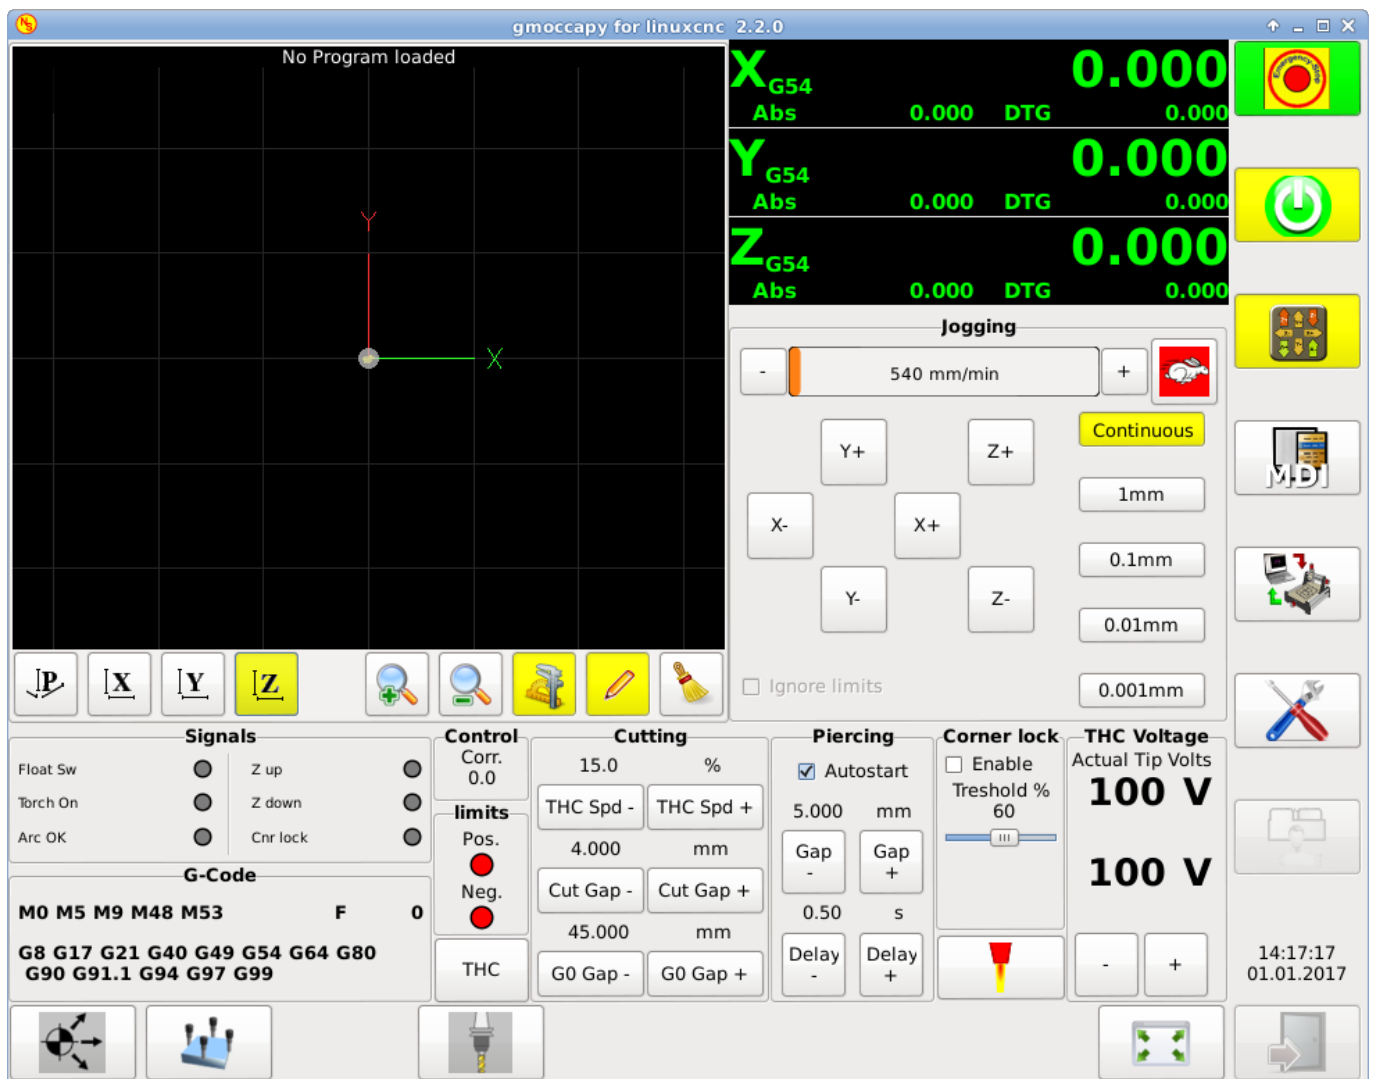 gmoccapy for linuxcnc 2.2.0
No Program loaded
Y
X
X G54 0.000
Abs 0.000 DTG 0.000
Y G54 0.000
Abs 0.000 DTG 0.000
Z G54 0.000
Abs 0.000 DTG 0.000
Emergency-Stop
Jogging
- 540 mm/min +
Continuous
Y+ Z+
1mm
X- X+
0.1mm
Y- Z-
0.01mm
Ignore limits
0.001mm
MDI
P X Y Z
Signals
Float Sw Z up
Torch On Z down
Arc OK Cnr lock
G-Code
M0 M5 M9 M48 M53 F 0
G8 G17 G21 G40 G49 G54 G64 G80
G90 G91.1 G94 G97 G99
Control
Corr.
0.0
limits
Pos.
Neg.
THC
Cutting
15.0 %
THC Spd - THC Spd +
4.000 mm
Cut Gap - Cut Gap +
45.000 mm
G0 Gap - G0 Gap +
Piercing
Autostart
5.000 mm
Gap - Gap +
0.50 s
Delay - Delay +
Corner lock
Enable
Treshold %
60
THC Voltage
Actual Tip Volts
100 V
100 V
- +
14:17:17
01.01.2017